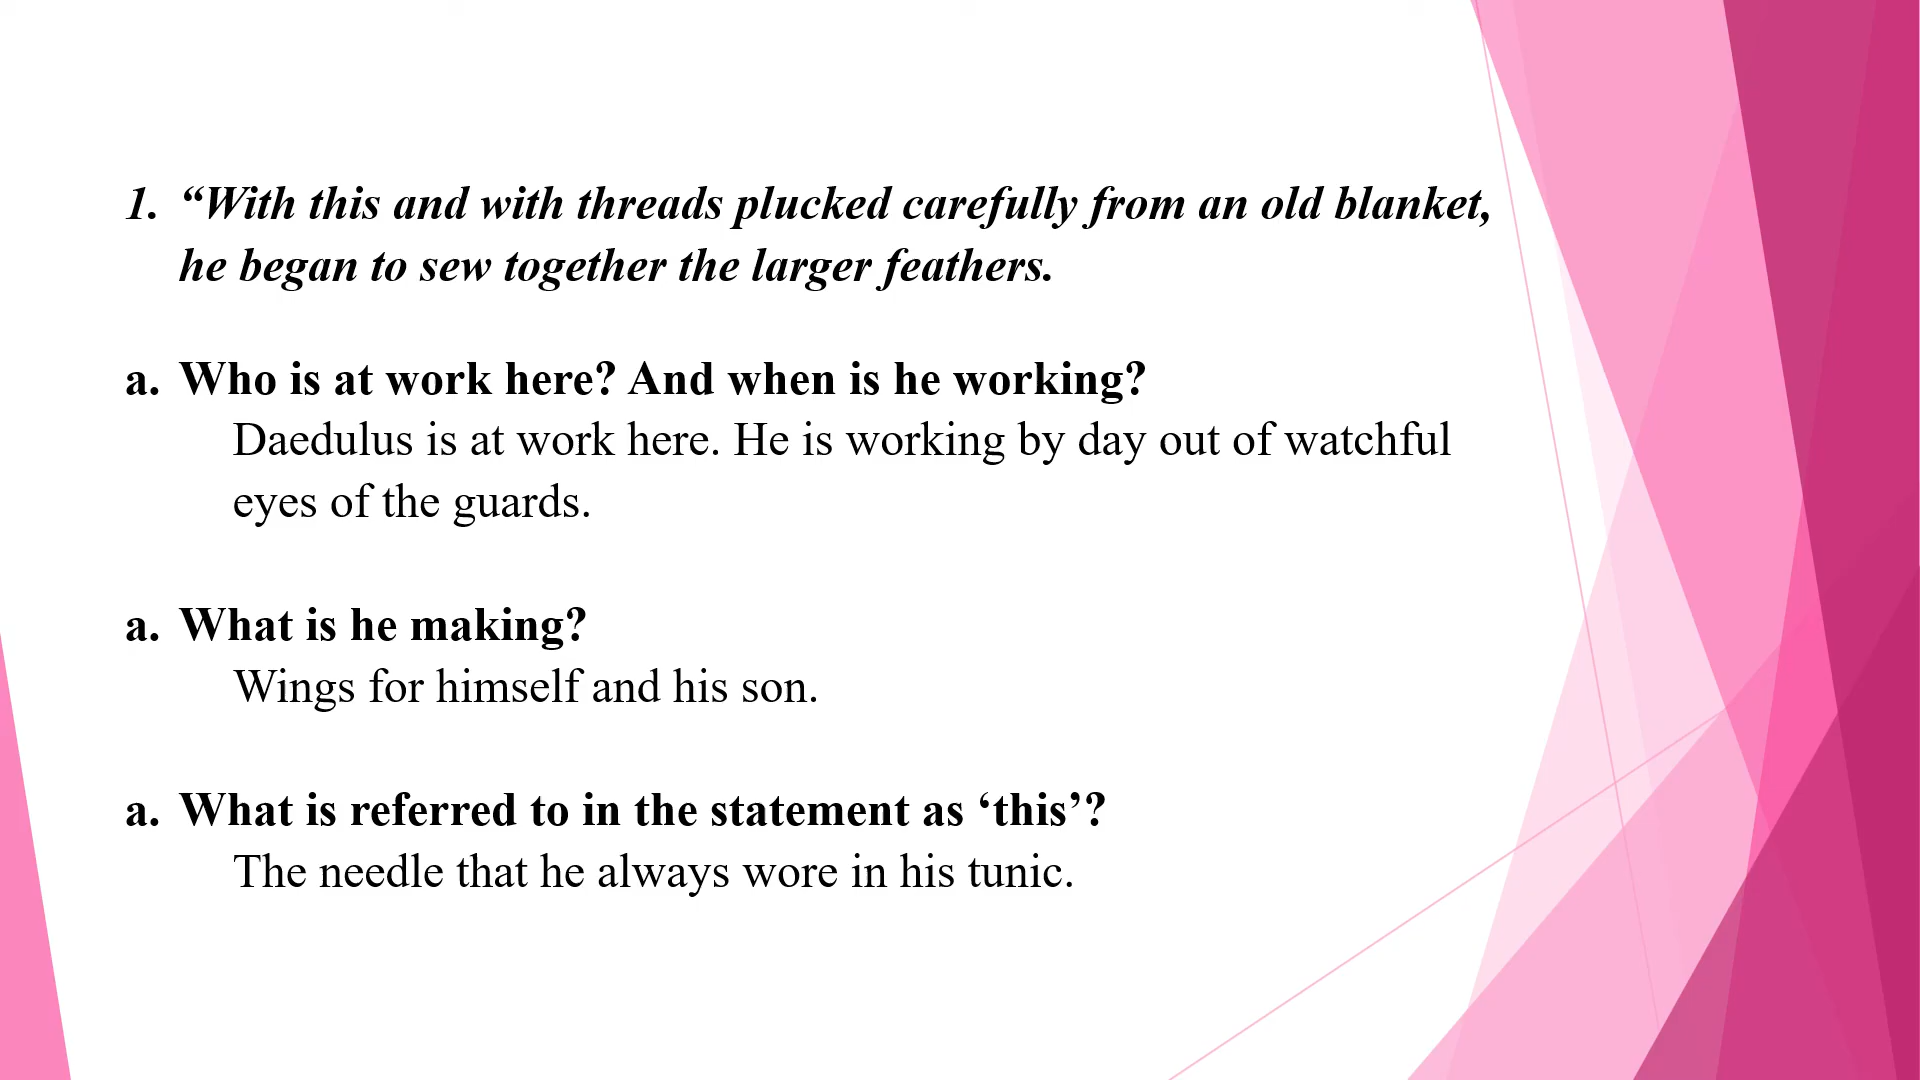 1. “With this and with threads plucked carefully from an old blanket,
he began to sew together the larger feathers.
a. Who is at work here? And when is he working?
Daedulus is at work here. He is working by day out of watchful
eyes of the guards.
a. What is he making?
Wings for himself and his son.
a. What is referred to in the statement as ‘this’?
The needle that he always wore in his tunic.